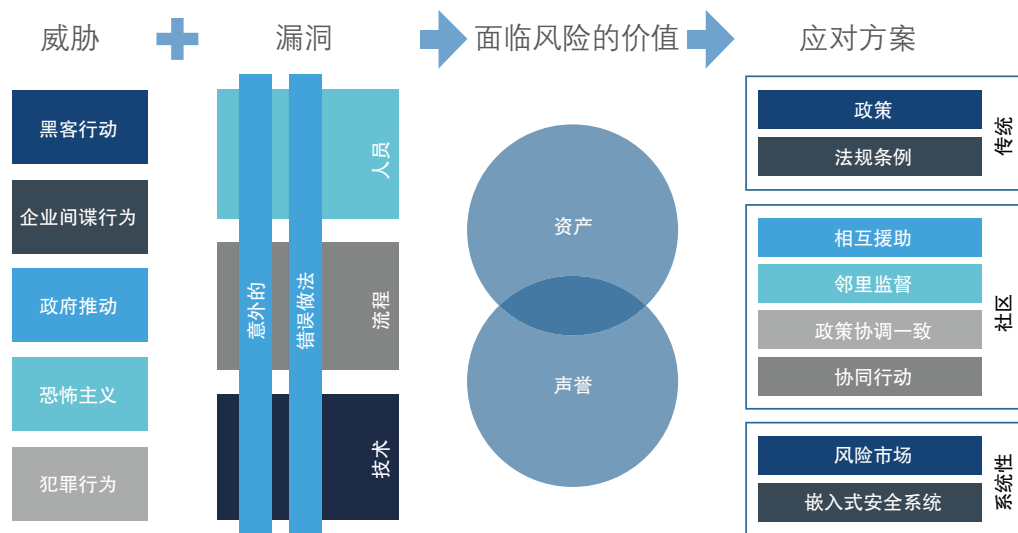 威胁
漏洞
面临风险的价值
应对方案
黑客行动
企业间谍行为
政府推动
恐怖主义
犯罪行为
意外的
错误做法
人员
流程
技术
资产
声誉
政策
法规条例
传统
相互援助
邻里监督
政策协调一致
协同行动
社区
风险市场
嵌入式安全系统
系统性